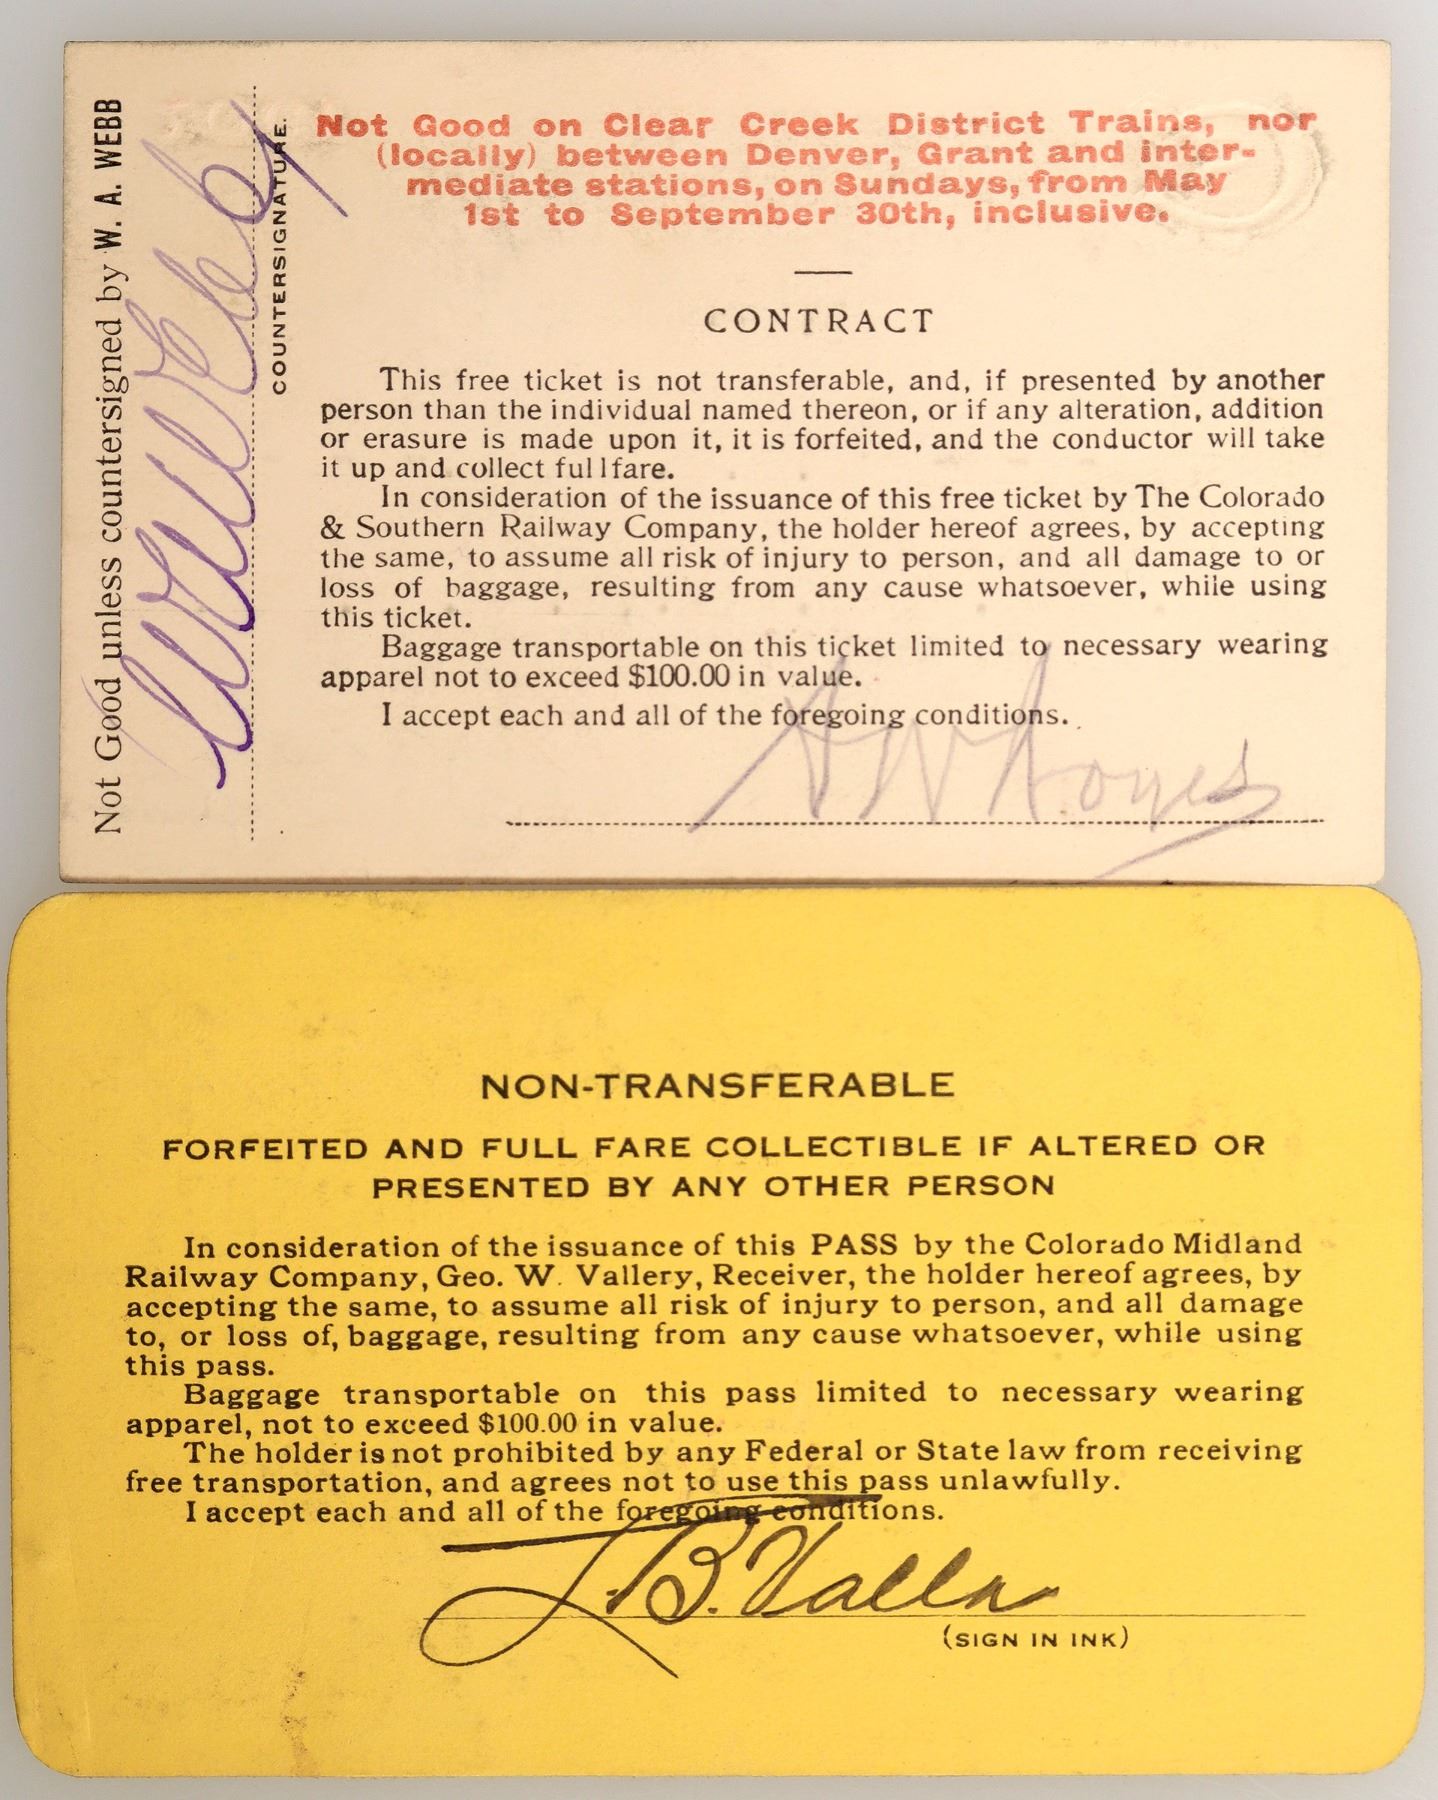 Not Good unless countersigned by W. A. WEBB
W A Webb
COUNTERSIGNATURE.
Not Good on Clear Creek District Trains, nor
(locally) between Denver, Grant and inter-
mediate stations, on Sundays, from May
1st to September 30th, inclusive.
CONTRACT
This free ticket is not transferable, and, if presented by another
person than the individual named thereon, or if any alteration, addition
or erasure is made upon it, it is forfeited, and the conductor will take
it up and collect full fare.
In consideration of the issuance of this free ticket by The Colorado
& Southern Railway Company, the holder hereof agrees, by accepting
the same, to assume all risk of injury to person, and all damage to or
loss of baggage, resulting from any cause whatsoever, while using
this ticket.
Baggage transportable on this ticket limited to necessary wearing
apparel not to exceed $100.00 in value.
I accept each and all of the foregoing conditions.
NON-TRANSFERABLE
FORFEITED AND FULL FARE COLLECTIBLE IF ALTERED OR
PRESENTED BY ANY OTHER PERSON
In consideration of the issuance of this PASS by the Colorado Midland
Railway Company, Geo. W. Vallery, Receiver, the holder hereof agrees, by
accepting the same, to assume all risk of injury to person, and all damage
to, or loss of, baggage, resulting from any cause whatsoever, while using
this pass.
Baggage transportable on this pass limited to necessary wearing
apparel, not to exceed $100.00 in value.
The holder is not prohibited by any Federal or State law from receiving
free transportation, and agrees not to use this pass unlawfully.
I accept each and all of the foregoing conditions.
(SIGN IN INK)